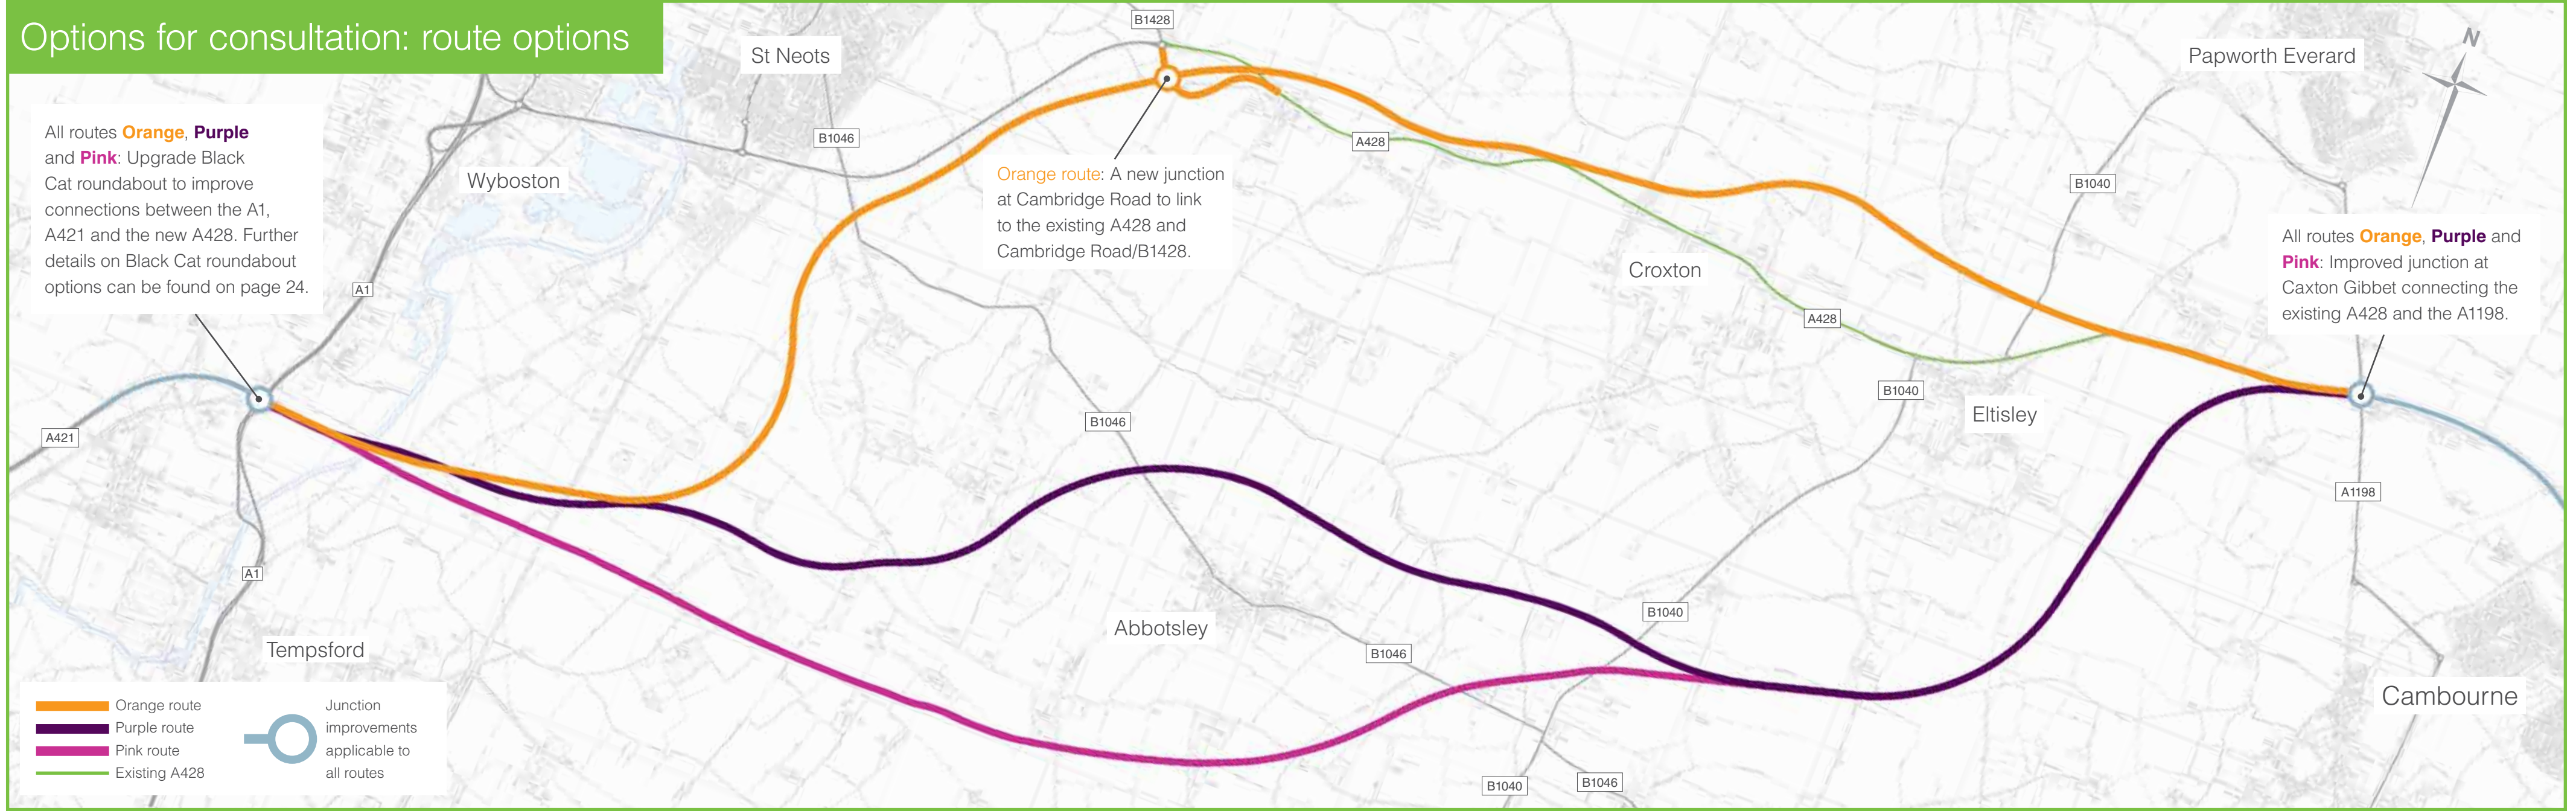 Options for consultation: route options
B1428
St Neots
N
Papworth Everard
All routes Orange, Purple
and Pink: Upgrade Black
Cat roundabout to improve
connections between the A1,
A421 and the new A428. Further
details on Black Cat roundabout
options can be found on page 24.
B1046
A428
Wyboston
Orange route: A new junction
at Cambridge Road to link
to the existing A428 and
Cambridge Road/B1428.
B1040
All routes Orange, Purple and
Pink: Improved junction at
Caxton Gibbet connecting the
existing A428 and the A1198.
Croxton
A1
A428
B1040
Eltisley
B1046
A421
A1198
A1
B1040
Abbotsley
Tempsford
B1046
Cambourne
Orange route
Purple route
Pink route
Existing A428
Junction
improvements
applicable to
all routes
B1040
B1046